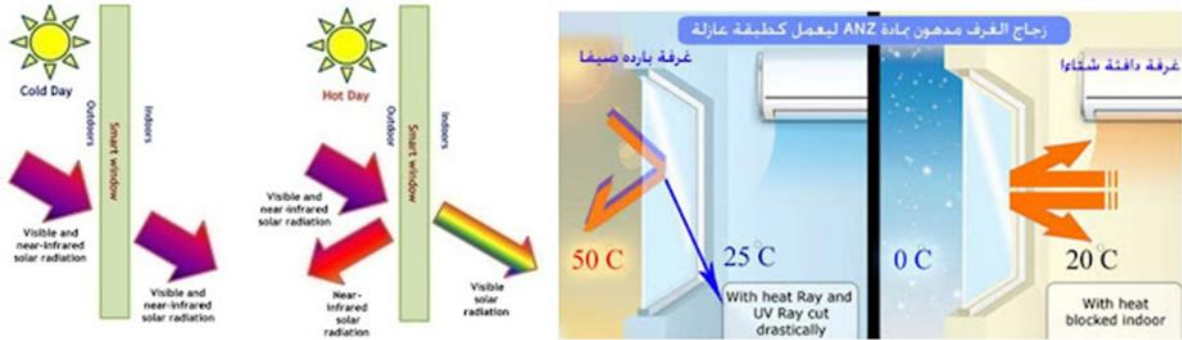 Cold Day
Outdoors
Smart window
Indoors
Visible and
near-infrared
solar radiation
Visible and
near-infrared
solar radiation
Hot Day
Outdoor
Smart window
Indoors
Visible and
near-infrared
solar radiation
Near-
infrared
solar
radiation
Visible
solar
radiation
زجاج الغرف مدهون بمادة ANZ ليعمل كطبقة عازلة
غرفة بارده صيفا
50 °C
25 °C
With heat Ray and
UV Ray cut
drastically
غرفة دافئة شتاءا
0 °C
20 °C
With heat
blocked indoor